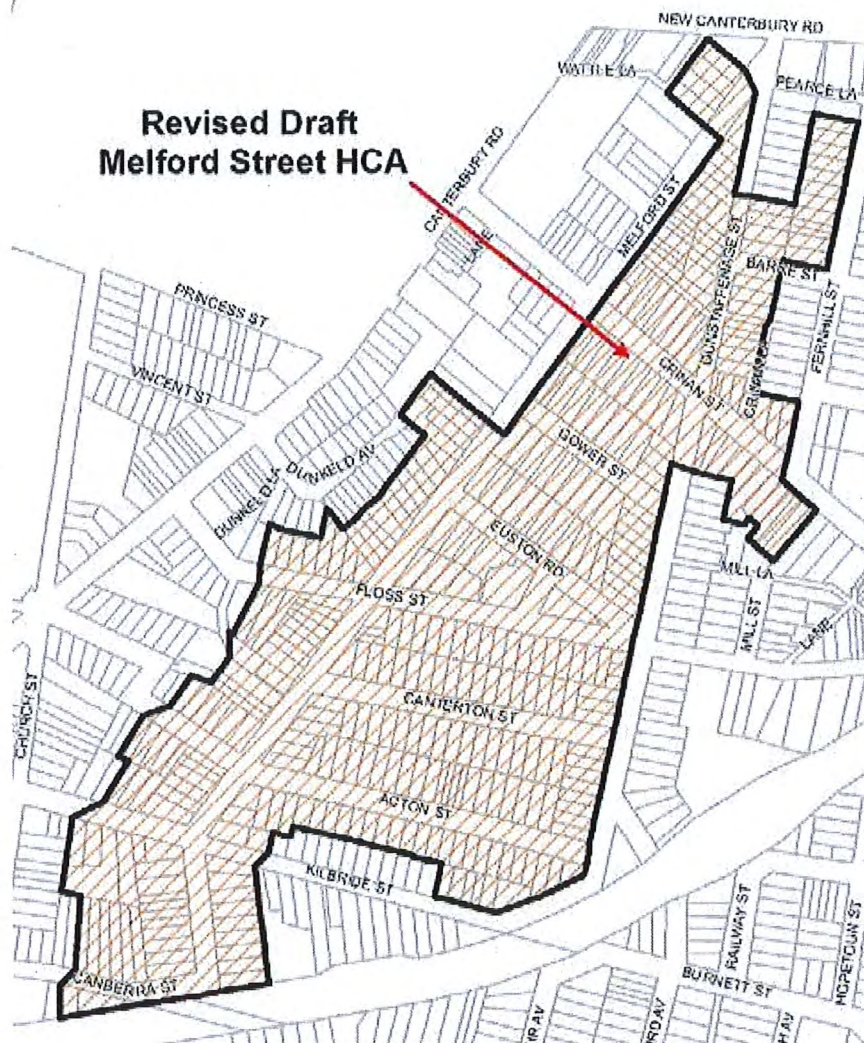 NEW CANTERBURY RD
WATTLE LA
PEARCE LA
Revised Draft
Melford Street HCA
CANTERBURY RD
LANE
MELFORD ST
DUNSTAFFENAGE ST
BARRE ST
FERNHILL ST
PRINCESS ST
VINCENT ST
CRINAN ST
GOWER ST
DUNKELD AV
DUNKELD LA
EUSTON RD
FLOSS ST
MILL LA
MILL ST
LANE
CHURCH ST
CANTERTON ST
ACTON ST
KILBRIDE ST
CANBERRA ST
RAILWAY ST
HOPETOUN ST
BURNETT ST